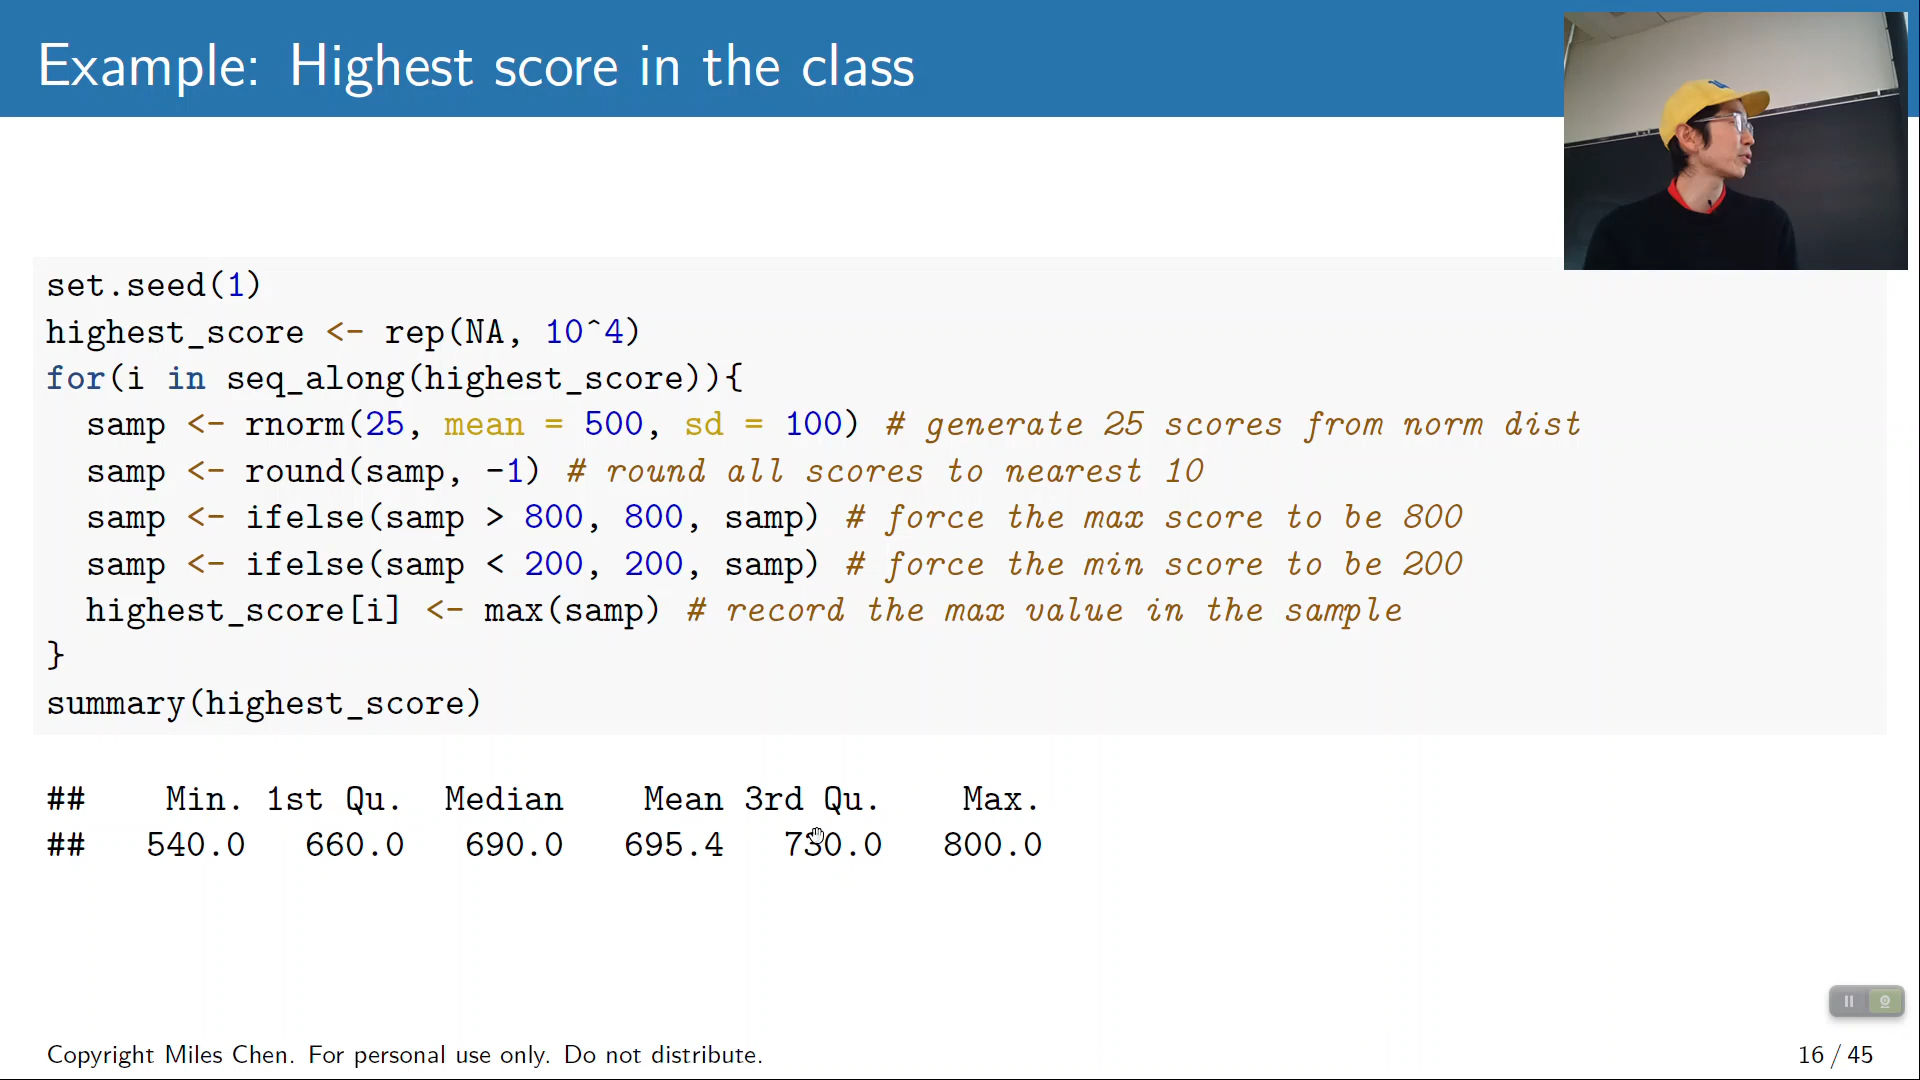 Example: Highest score in the class
set.seed(1)
highest_score <- rep(NA, 10^4)
for(i in seq_along(highest_score)){
  samp <- rnorm(25, mean = 500, sd = 100) # generate 25 scores from norm dist
  samp <- round(samp, -1) # round all scores to nearest 10
  samp <- ifelse(samp > 800, 800, samp) # force the max score to be 800
  samp <- ifelse(samp < 200, 200, samp) # force the min score to be 200
  highest_score[i] <- max(samp) # record the max value in the sample
}
summary(highest_score)
##    Min. 1st Qu.  Median    Mean 3rd Qu.    Max.
##   540.0   660.0   690.0   695.4   730.0   800.0
Copyright Miles Chen. For personal use only. Do not distribute.
16 / 45